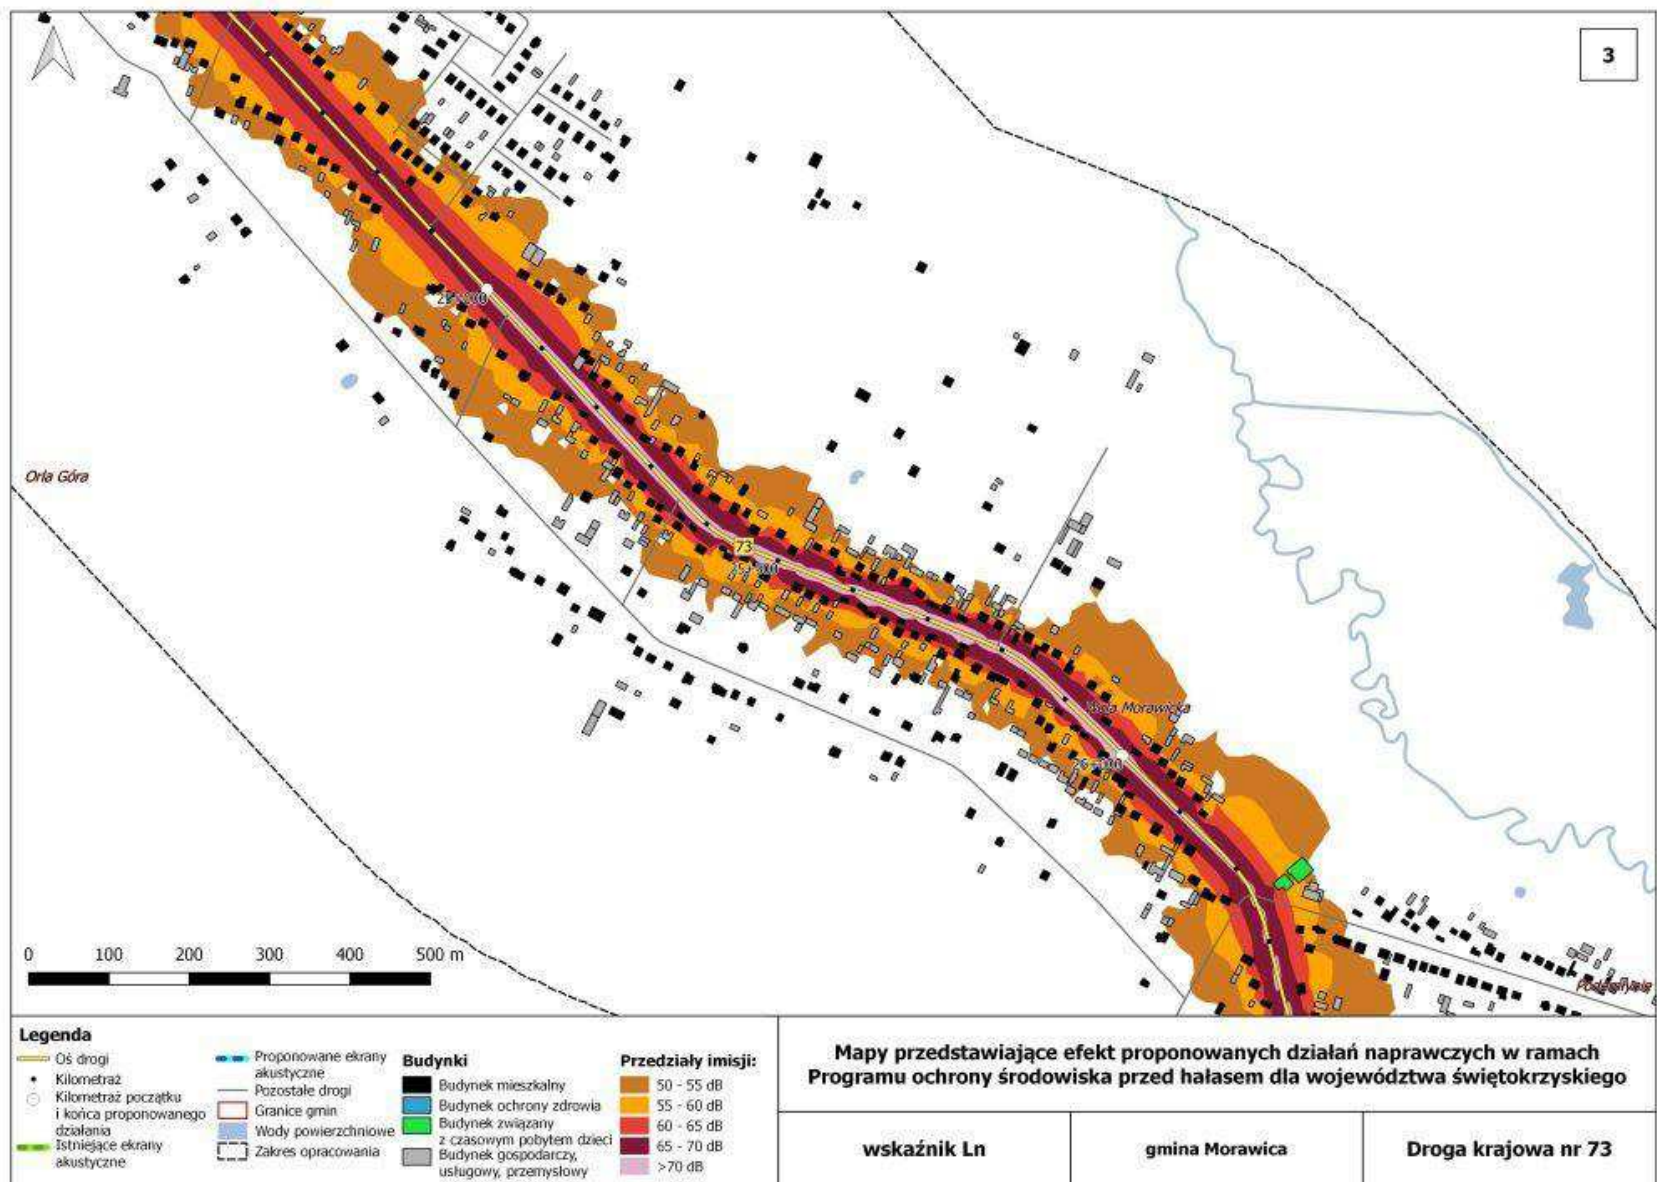 3
Orla Góra
73
Wola Morawicka
26+000
0 100 200 300 400 500 m
Legenda
Oś drogi
Kilometraż
Kilometraż początku
i końca proponowanego
działania
Istniejące ekrany
akustyczne
Proponowane ekrany
akustyczne
Pozostałe drogi
Granice gmin
Wody powierzchniowe
Zakres opracowania
Budynki
Budynek mieszkalny
Budynek ochrony zdrowia
Budynek związany
z czasowym pobytem dzieci
Budynek gospodarczy,
usługowy, przemysłowy
Przedziały imisji:
50 - 55 dB
55 - 60 dB
60 - 65 dB
65 - 70 dB
>70 dB
Mapy przedstawiające efekt proponowanych działań naprawczych w ramach
Programu ochrony środowiska przed hałasem dla województwa świętokrzyskiego
wskaźnik Ln
gmina Morawica
Droga krajowa nr 73